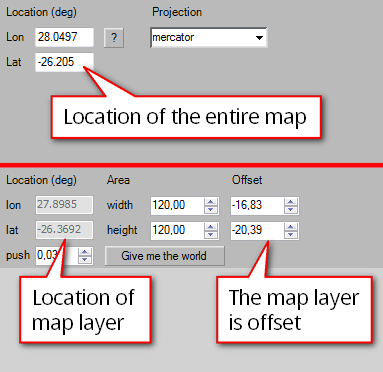 Location (deg) Projection
Lon 28.0497 ? mercator
Lat -26.205
Location of the entire map
Location (deg) Area Offset
lon 27.8985 width 120,00 -16,83
lat -26.3692 height 120,00 -20,39
push 0,03 Give me the world
Location of
map layer
The map layer
is offset